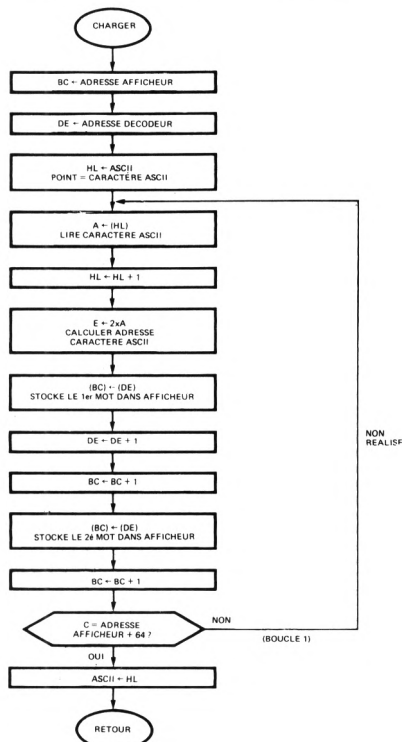 CHARGER
BC ← ADRESSE AFFICHEUR
DE ← ADRESSE DECODEUR
HL ← ASCII
POINT = CARACTÈRE ASCII
A ← (HL)
LIRE CARACTÈRE ASCII
HL ← HL + 1
E ← 2xA
CALCULER ADRESSE
CARACTERE ASCII
(BC) ← (DE)
STOCKE LE 1er MOT DANS AFFICHEUR
DE ← DE + 1
NON
REALISE
BC ← BC + 1
(BC) ← (DE)
STOCKE LE 2è MOT DANS AFFICHEUR
BC ← BC + 1
C = ADRESSE
AFFICHEUR + 64 ?
NON
(BOUCLE 1)
OUI
ASCII ← HL
RETOUR